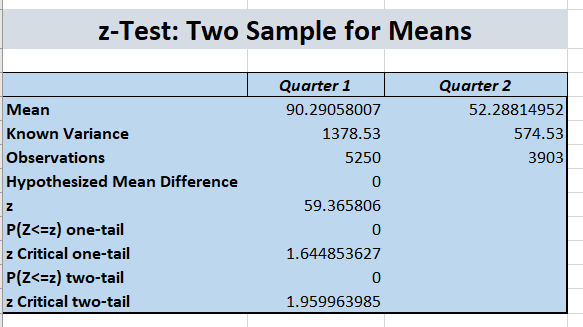 z-Test: Two Sample for Means
Quarter 1 Quarter 2
Mean 90.29058007 52.28814952
Known Variance 1378.53 574.53
Observations 5250 3903
Hypothesized Mean Difference 0
z 59.365806
P(Z<=z) one-tail 0
z Critical one-tail 1.644853627
P(Z<=z) two-tail 0
z Critical two-tail 1.959963985